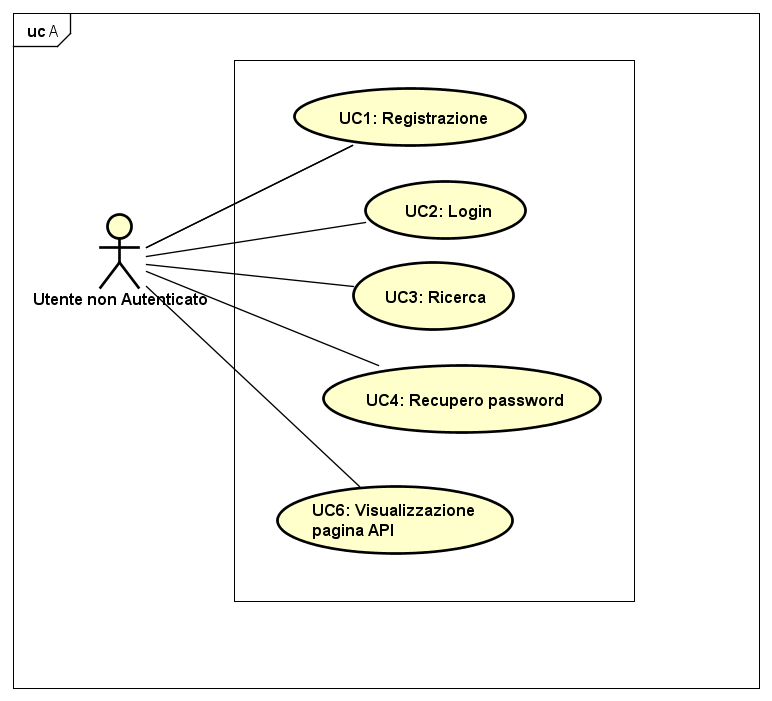 uc A
UC1: Registrazione
UC2: Login
Utente non Autenticato
UC3: Ricerca
UC4: Recupero password
UC6: Visualizzazione
pagina API